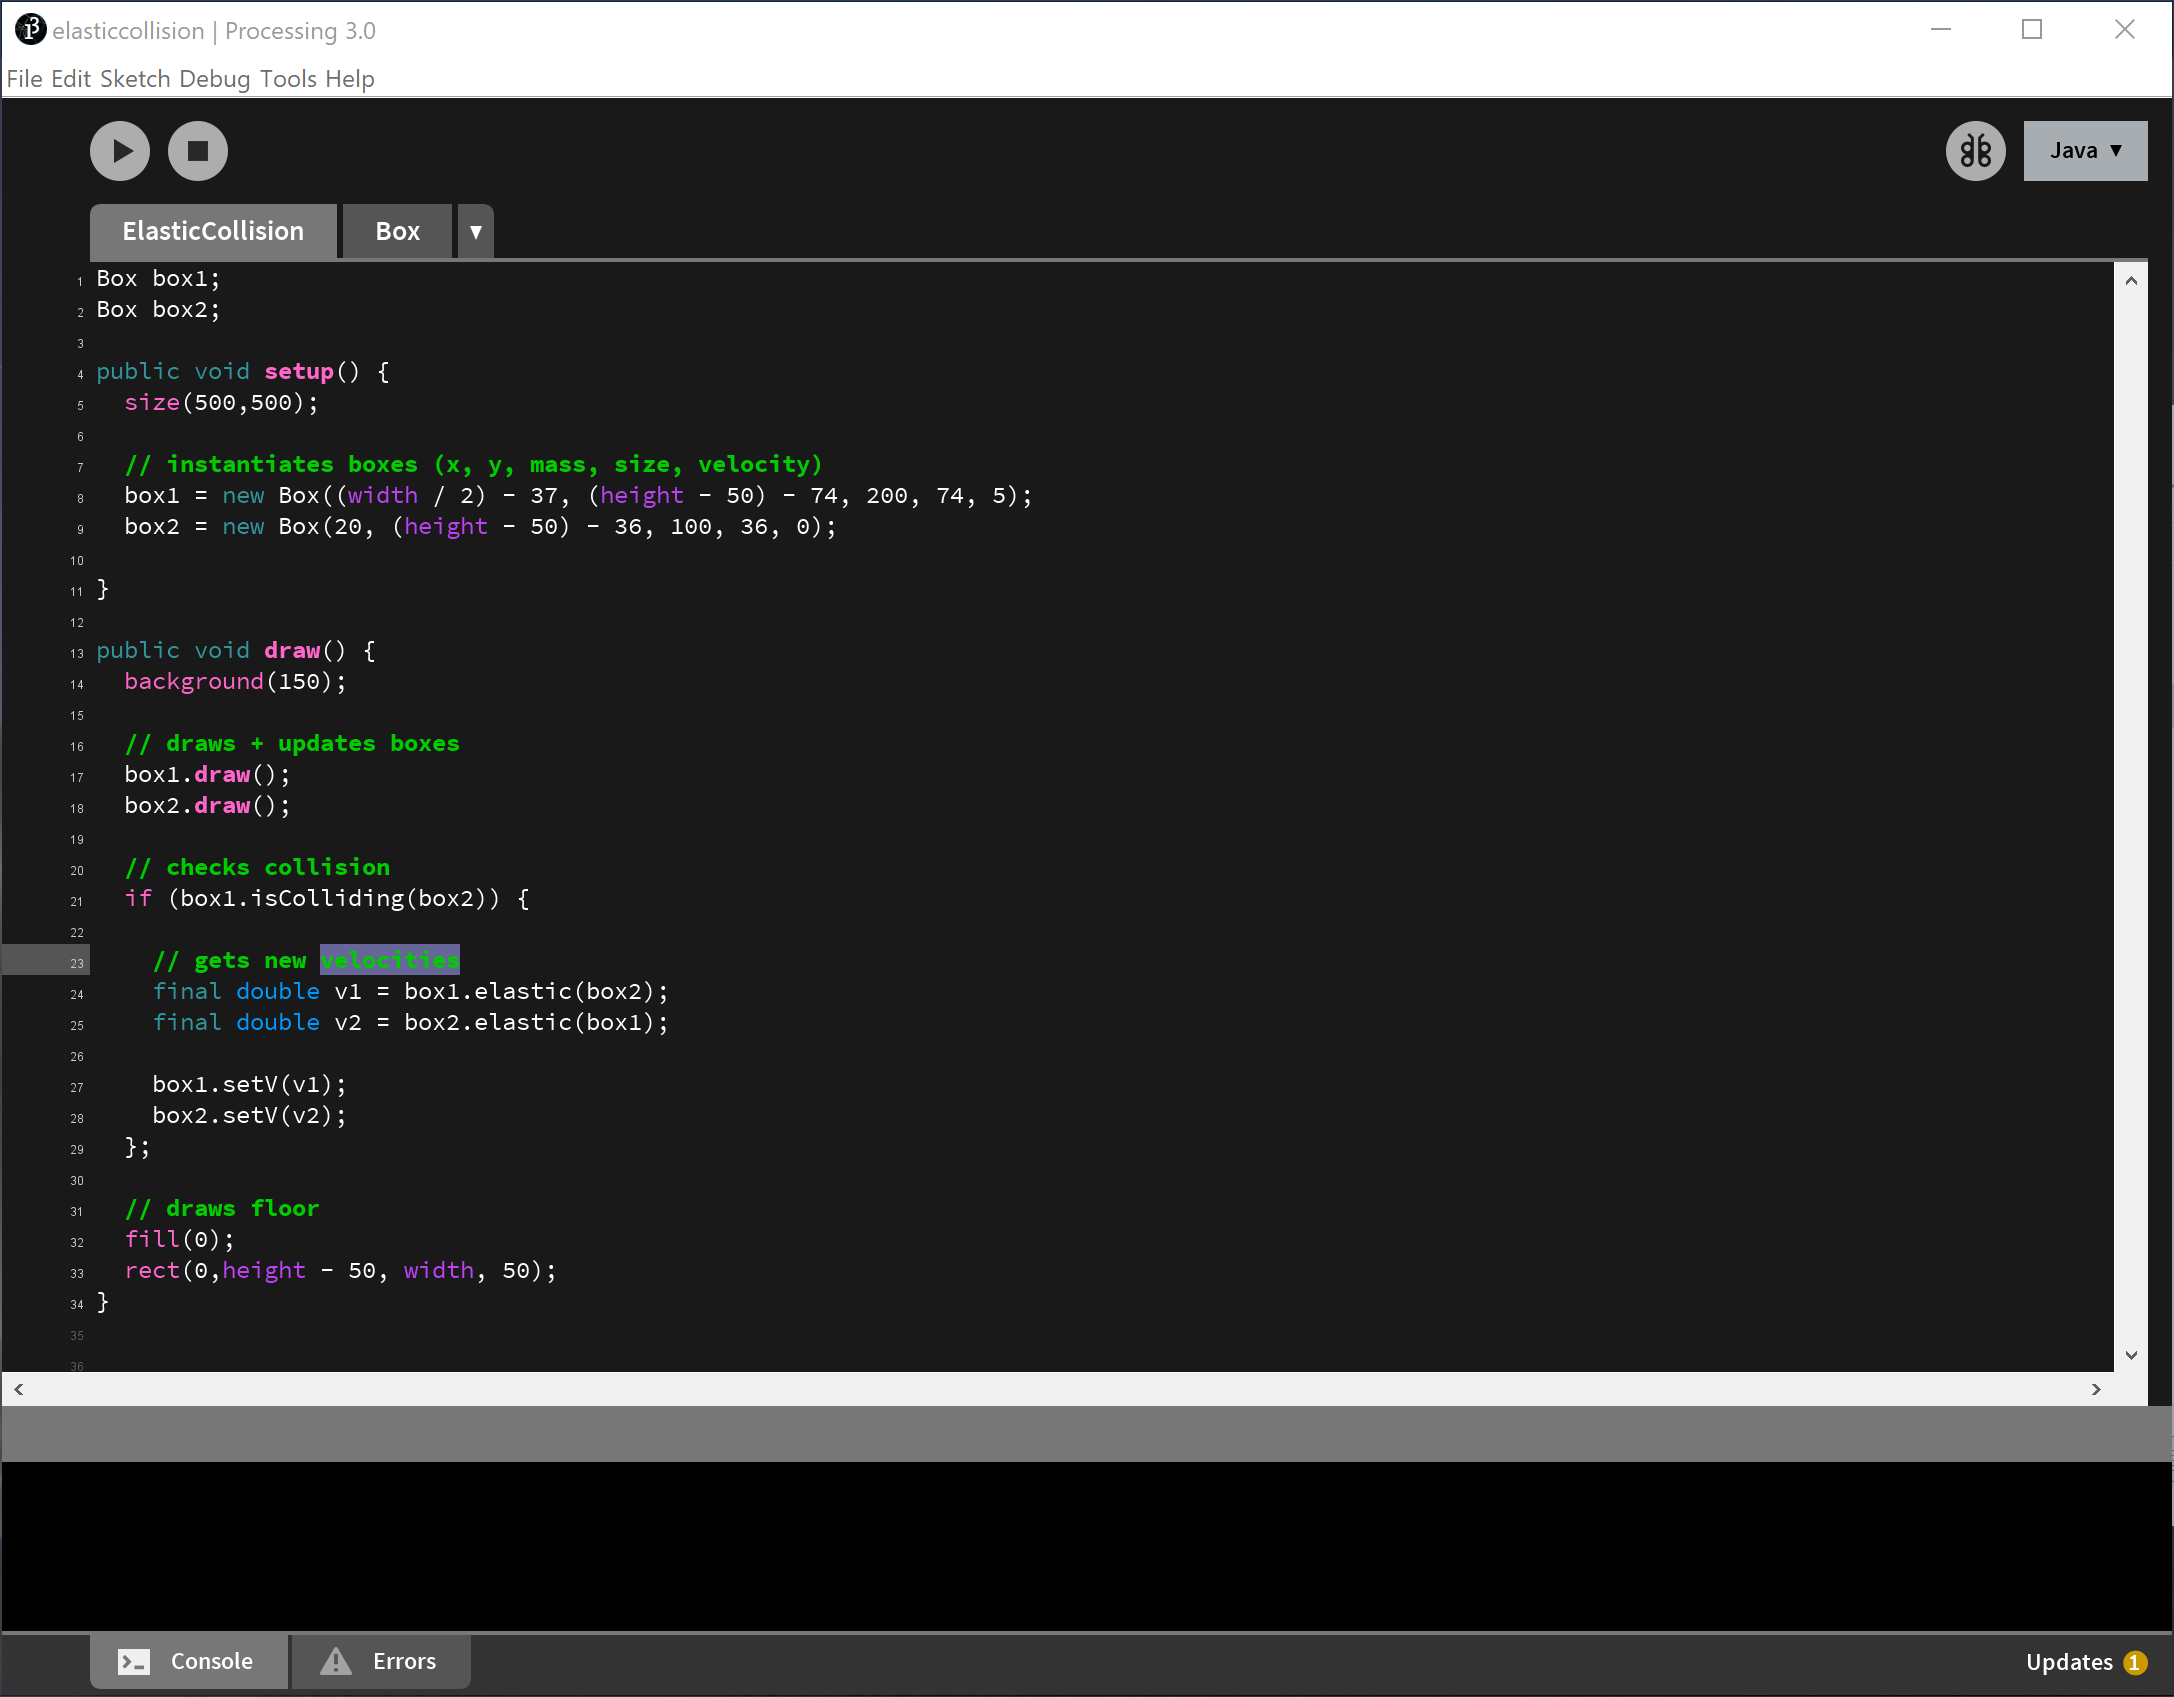 elasticcollision | Processing 3.0
File Edit Sketch Debug Tools Help
Java ▼
ElasticCollision Box ▼
1 Box box1;
2 Box box2;
3
4 public void setup() {
5   size(500,500);
6
7   // instantiates boxes (x, y, mass, size, velocity)
8   box1 = new Box((width / 2) - 37, (height - 50) - 74, 200, 74, 5);
9   box2 = new Box(20, (height - 50) - 36, 100, 36, 0);
10
11 }
12
13 public void draw() {
14   background(150);
15
16   // draws + updates boxes
17   box1.draw();
18   box2.draw();
19
20   // checks collision
21   if (box1.isColliding(box2)) {
22
23     // gets new velocities
24     final double v1 = box1.elastic(box2);
25     final double v2 = box2.elastic(box1);
26
27     box1.setV(v1);
28     box2.setV(v2);
29   };
30
31   // draws floor
32   fill(0);
33   rect(0,height - 50, width, 50);
34 }
35
36
Console Errors Updates 1